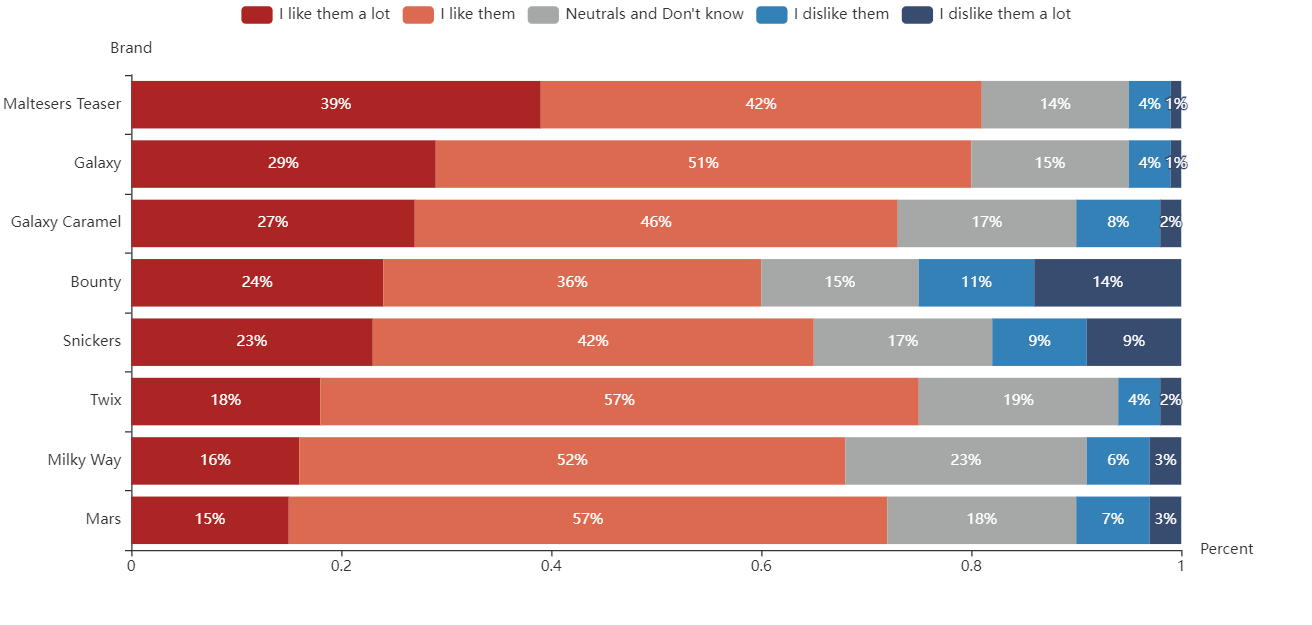 I like them a lot I like them Neutrals and Don't know I dislike them I dislike them a lot
Brand
Maltesers Teaser 39% 42% 14% 4% 1%
Galaxy 29% 51% 15% 4% 1%
Galaxy Caramel 27% 46% 17% 8% 2%
Bounty 24% 36% 15% 11% 14%
Snickers 23% 42% 17% 9% 9%
Twix 18% 57% 19% 4% 2%
Milky Way 16% 52% 23% 6% 3%
Mars 15% 57% 18% 7% 3%
Percent
0 0.2 0.4 0.6 0.8 1